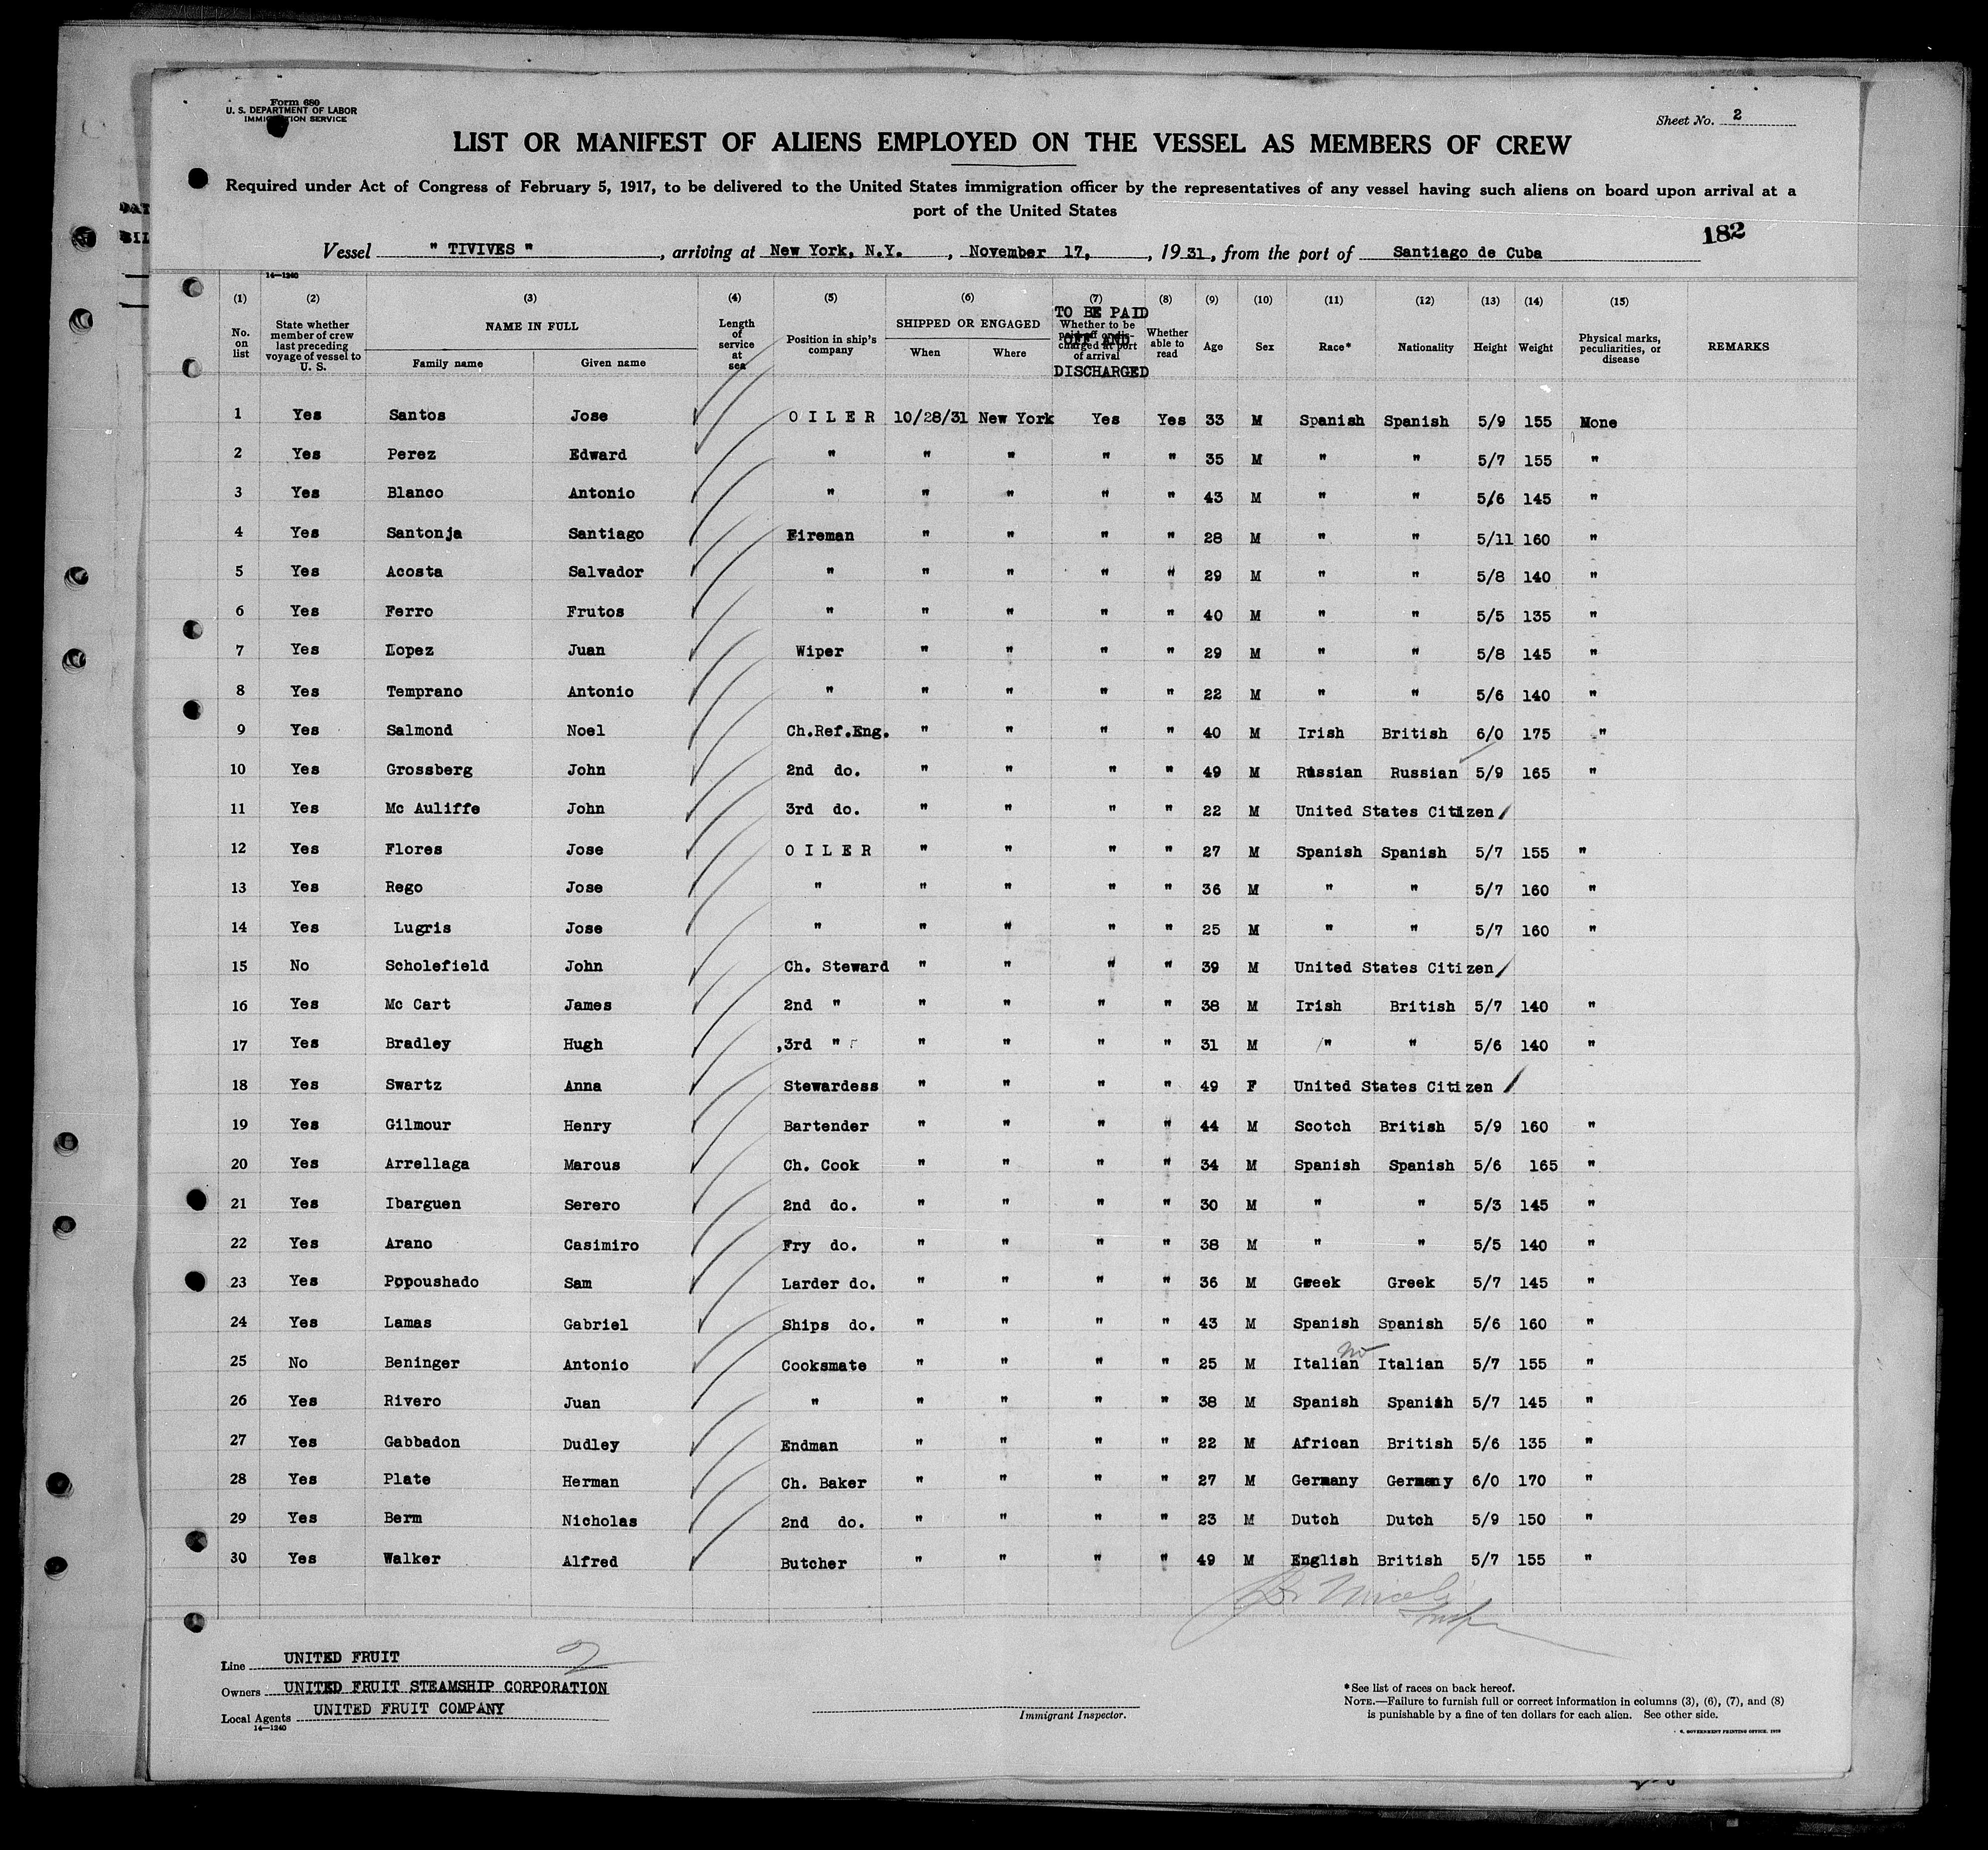 Form 680
U. S. DEPARTMENT OF LABOR
IMMIGRATION SERVICE
Sheet No. 2
LIST OR MANIFEST OF ALIENS EMPLOYED ON THE VESSEL AS MEMBERS OF CREW
Required under Act of Congress of February 5, 1917, to be delivered to the United States immigration officer by the representatives of any vessel having such aliens on board upon arrival at a
port of the United States
182
Vessel " TIVIVES ", arriving at New York, N.Y., November 17, , 1931, from the port of Santiago de Cuba
14—1240
(1) (2) (3) (4) (5) (6) (7) (8) (9) (10) (11) (12) (13) (14) (15)
No. on list
State whether member of crew last preceding voyage of vessel to U. S.
NAME IN FULL
Family name Given name
Length of service at sea
Position in ship's company
SHIPPED OR ENGAGED
When Where
TO BE PAID OFF AND DISCHARGED
Whether to be paid off or discharged at port of arrival
Whether able to read
Age Sex Race* Nationality Height Weight
Physical marks, peculiarities, or disease
REMARKS
1 Yes Santos Jose O I L E R 10/28/31 New York Yes Yes 33 M Spanish Spanish 5/9 155 None
2 Yes Perez Edward " " " " " 35 M " " 5/7 155 "
3 Yes Blanco Antonio " " " " " 43 M " " 5/6 145 "
4 Yes Santonja Santiago Fireman " " " " 28 M " " 5/11 160 "
5 Yes Acosta Salvador " " " " " 29 M " " 5/8 140 "
6 Yes Ferro Frutos " " " " " 40 M " " 5/5 135 "
7 Yes Lopez Juan Wiper " " " " 29 M " " 5/8 145 "
8 Yes Temprano Antonio " " " " " 22 M " " 5/6 140 "
9 Yes Salmond Noel Ch.Ref.Eng. " " " " 40 M Irish British 6/0 175 "
10 Yes Grossberg John 2nd do. " " " " 49 M Russian Russian 5/9 165 "
11 Yes Mc Auliffe John 3rd do. " " " " 22 M United States Citizen
12 Yes Flores Jose O I L E R " " " " 27 M Spanish Spanish 5/7 155 "
13 Yes Rego Jose " " " " " 36 M " " 5/7 160 "
14 Yes Lugris Jose " " " " " 25 M " " 5/7 160 "
15 No Scholefield John Ch. Steward " " " " 39 M United States Citizen
16 Yes Mc Cart James 2nd " " " " " 38 M Irish British 5/7 140 "
17 Yes Bradley Hugh ,3rd " " " " " 31 M " " 5/6 140 "
18 Yes Swartz Anna Stewardess " " " " 49 F United States Citizen
19 Yes Gilmour Henry Bartender " " " " 44 M Scotch British 5/9 160 "
20 Yes Arrellaga Marcus Ch. Cook " " " " 34 M Spanish Spanish 5/6 165 "
21 Yes Ibarguen Serero 2nd do. " " " " 30 M " " 5/3 145 "
22 Yes Arano Casimiro Fry do. " " " " 38 M " " 5/5 140 "
23 Yes Ppoushado Sam Larder do. " " " " 36 M Greek Greek 5/7 145 "
24 Yes Lamas Gabriel Ships do. " " " " 43 M Spanish Spanish 5/6 160 "
25 No Beninger Antonio Cooksmate " " " " 25 M Italian no Italian 5/7 155 "
26 Yes Rivero Juan " " " " " 38 M Spanish Spanish 5/7 145 "
27 Yes Gabbadon Dudley Endman " " " " 22 M African British 5/6 135 "
28 Yes Plate Herman Ch. Baker " " " " 27 M Germany Germany 6/0 170 "
29 Yes Berm Nicholas 2nd do. " " " " 23 M Dutch Dutch 5/9 150 "
30 Yes Walker Alfred Butcher " " " " 49 M English British 5/7 155 "
Line UNITED FRUIT 2
Owners UNITED FRUIT STEAMSHIP CORPORATION
Local Agents UNITED FRUIT COMPANY
14—1240
Immigrant Inspector.
*See list of races on back hereof.
NOTE.—Failure to furnish full or correct information in columns (3), (6), (7), and (8)
is punishable by a fine of ten dollars for each alien. See other side.
GOVERNMENT PRINTING OFFICE